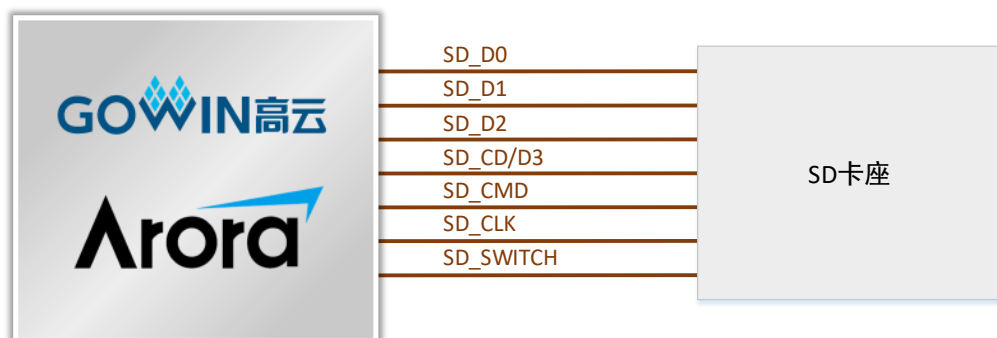 GOWIN高云
Arora
SD_D0
SD_D1
SD_D2
SD_CD/D3
SD_CMD
SD_CLK
SD_SWITCH
SD卡座